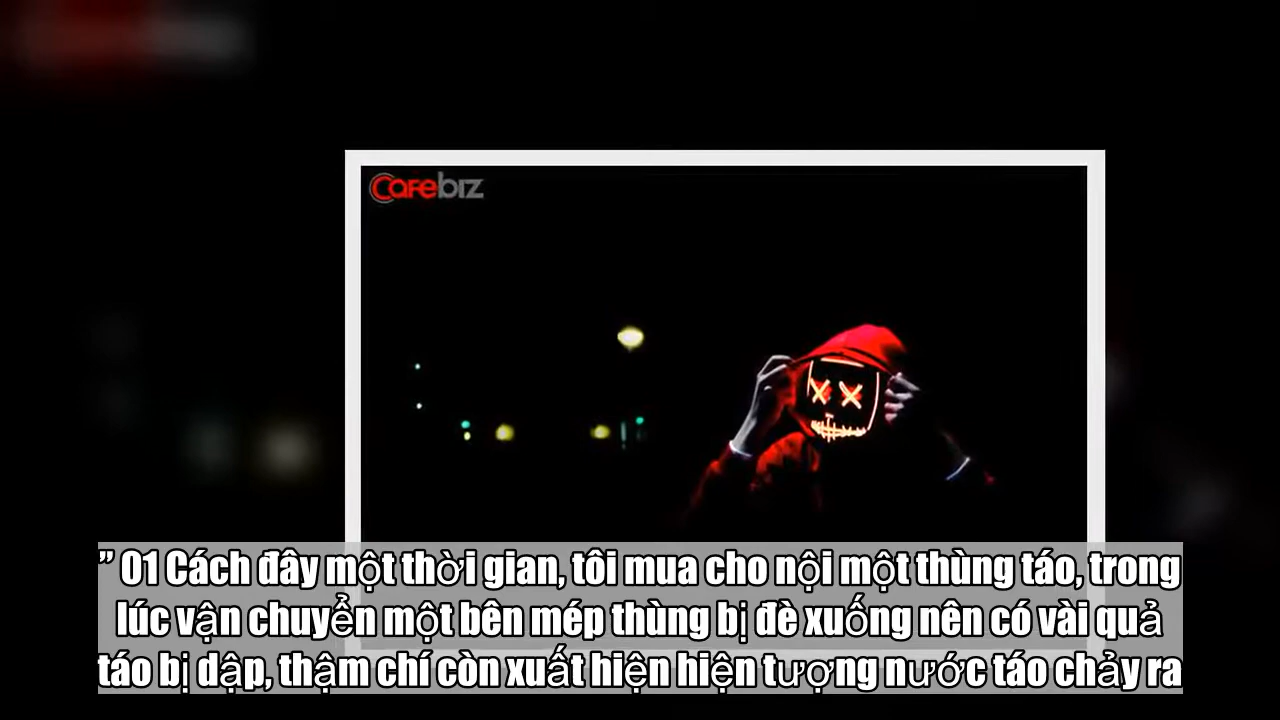 Cafebiz
” 01 Cách đây một thời gian, tôi mua cho nội một thùng táo, trong
lúc vận chuyển một bên mép thùng bị đè xuống nên có vài quả
táo bị dập, thậm chí còn xuất hiện hiện tượng nước táo chảy ra